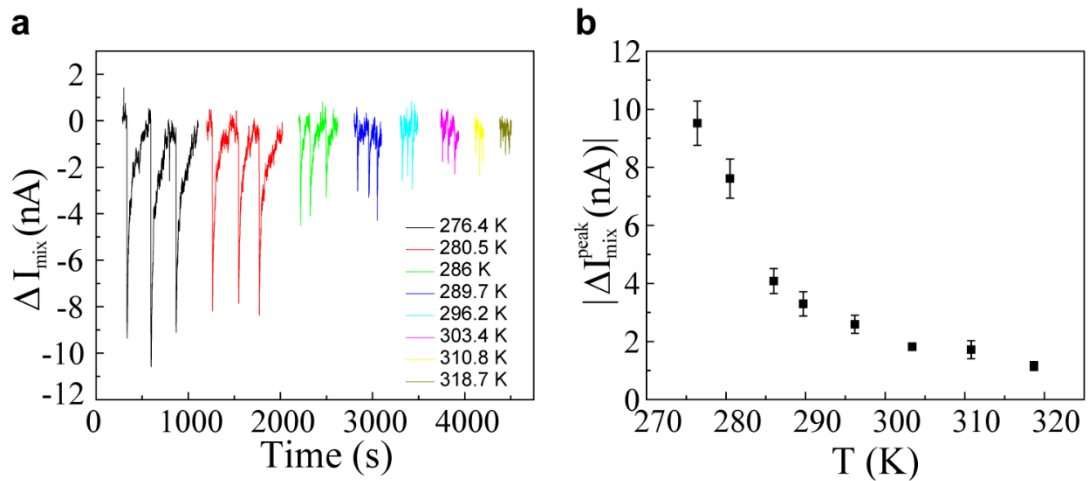 a
ΔI_mix (nA)
2
0
-2
-4
-6
-8
-10
-12
276.4 K
280.5 K
286 K
289.7 K
296.2 K
303.4 K
310.8 K
318.7 K
0 1000 2000 3000 4000
Time (s)
b
|ΔI_mix^peak (nA)|
12
10
8
6
4
2
0
270 280 290 300 310 320
T (K)